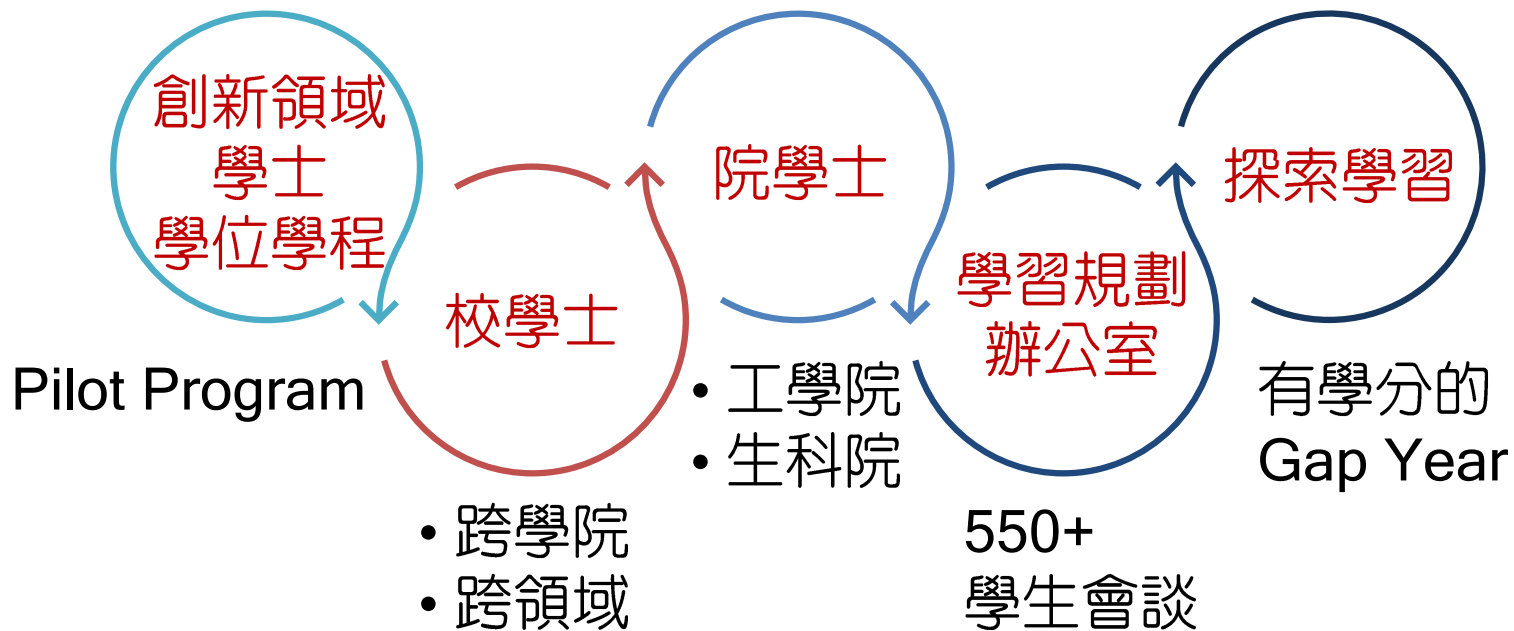 創新領域
學士
學位學程
Pilot Program
校學士
• 跨學院
• 跨領域
院學士
• 工學院
• 生科院
學習規劃
辦公室
550+
學生會談
探索學習
有學分的
Gap Year